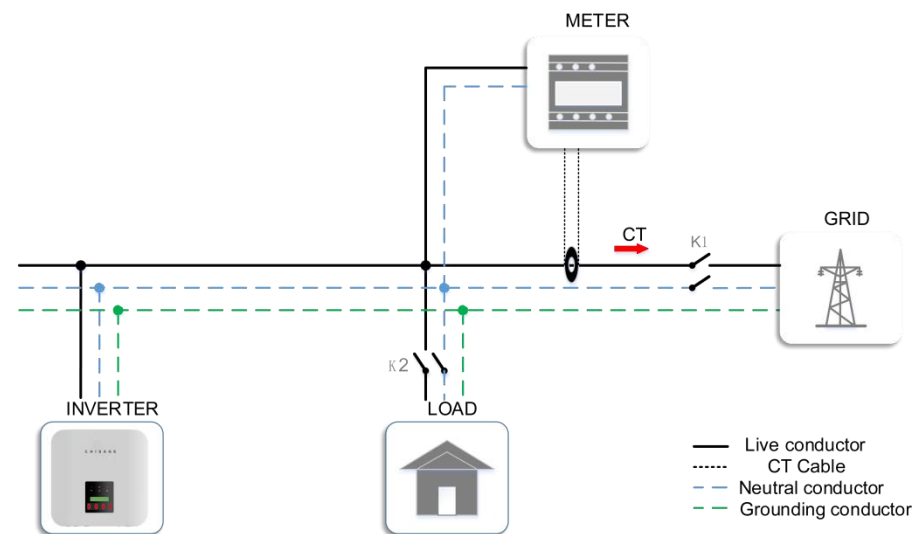 METER
GRID
CT
K1
K2
INVERTER
LOAD
Live conductor
CT Cable
Neutral conductor
Grounding conductor